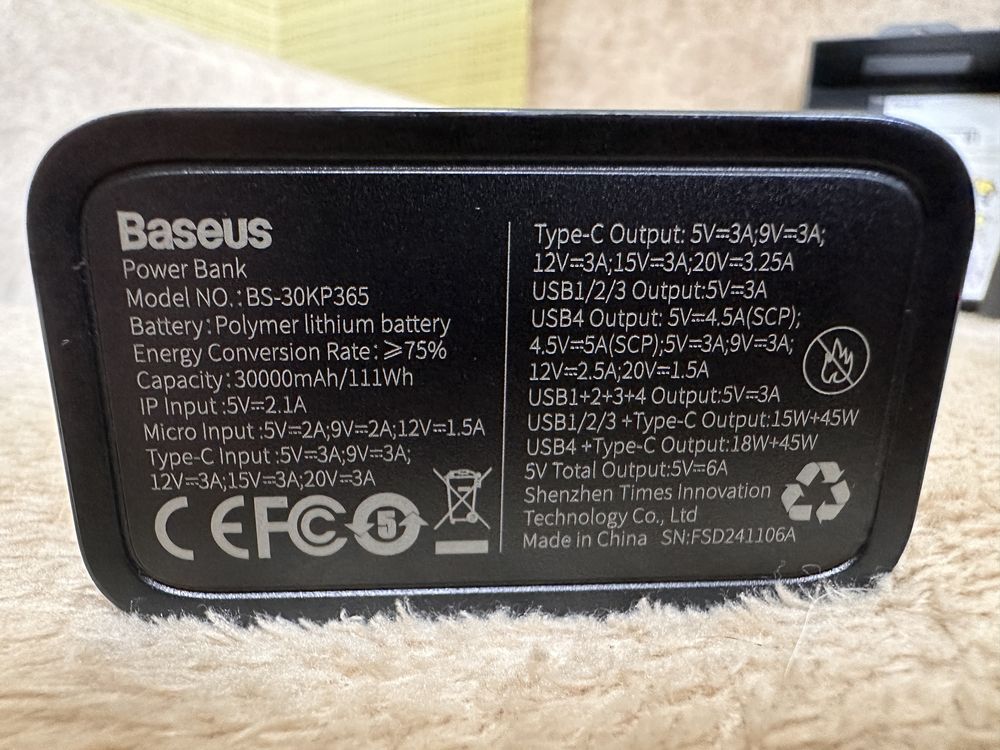 Baseus
Power Bank
Model NO.:BS-30KP365
Battery:Polymer lithium battery
Energy Conversion Rate:≥75%
Capacity:30000mAh/111Wh
IP Input:5V⎓2.1A
Micro Input:5V⎓2A;9V⎓2A;12V⎓1.5A
Type-C Input:5V⎓3A;9V⎓3A;
12V⎓3A;15V⎓3A;20V⎓3A
CE FC 5
Type-C Output: 5V⎓3A;9V⎓3A;
12V⎓3A;15V⎓3A;20V⎓3.25A
USB1/2/3 Output:5V⎓3A
USB4 Output: 5V⎓4.5A(SCP);
4.5V⎓5A(SCP);5V⎓3A;9V⎓3A;
12V⎓2.5A;20V⎓1.5A
USB1+2+3+4 Output:5V⎓3A
USB1/2/3 +Type-C Output:15W+45W
USB4 +Type-C Output:18W+45W
5V Total Output:5V⎓6A
Shenzhen Times Innovation
Technology Co., Ltd
Made in China SN:FSD241106A